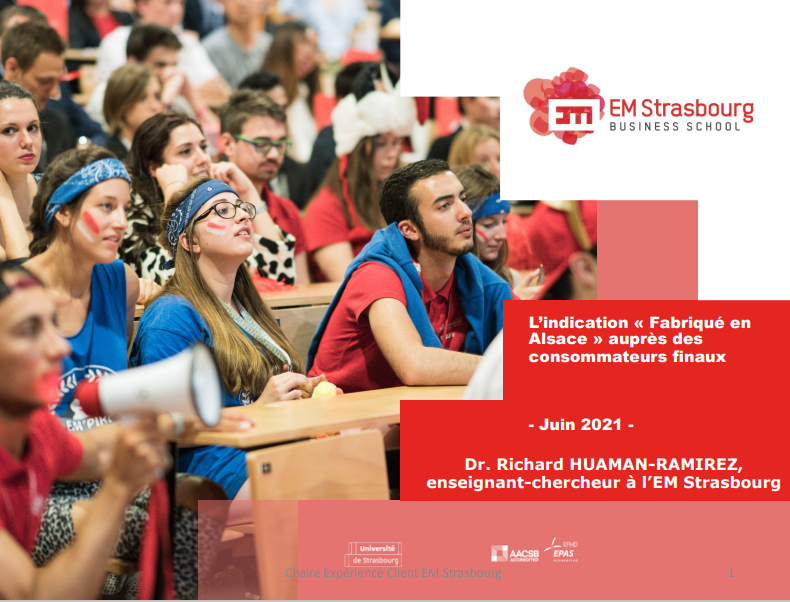 EM Strasbourg
BUSINESS SCHOOL
L'indication « Fabriqué en
Alsace » auprès des
consommateurs finaux
- Juin 2021 -
Dr. Richard HUAMAN-RAMIREZ,
enseignant-chercheur à l'EM Strasbourg
Université
de Strasbourg
AACSB
ACCREDITED
EFMD
EPAS
ACCREDITED
Chaire Expérience Client EM Strasbourg
1